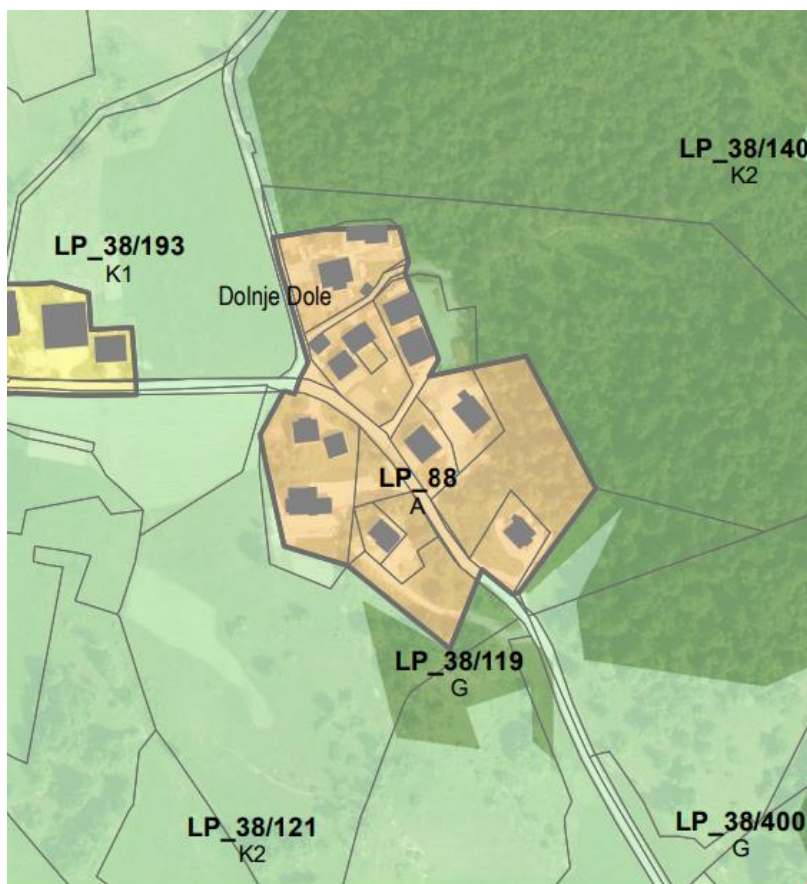 LP_38/140
K2
LP_38/193
K1
Dolnje Dole
LP_88
A
LP_38/119
G
LP_38/121
K2
LP_38/400
G